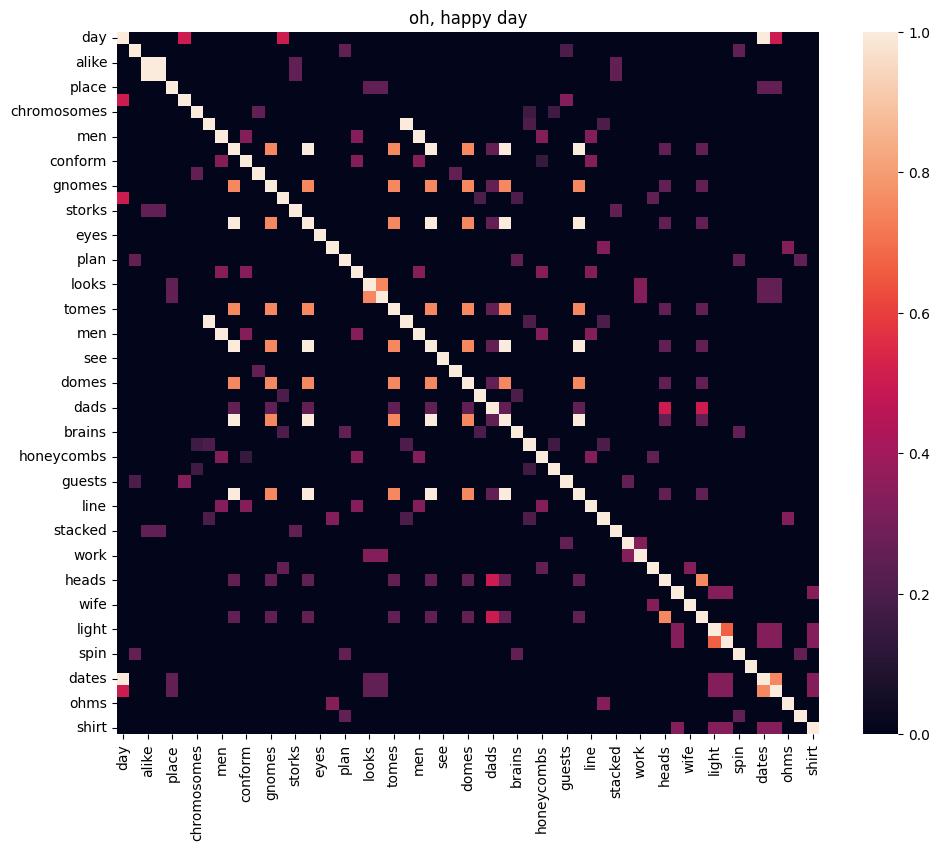 oh, happy day
day
alike
place
chromosomes
men
conform
gnomes
storks
eyes
plan
looks
tomes
men
see
domes
dads
brains
honeycombs
guests
line
stacked
work
heads
wife
light
spin
dates
ohms
shirt
day
alike
place
chromosomes
men
conform
gnomes
storks
eyes
plan
looks
tomes
men
see
domes
dads
brains
honeycombs
guests
line
stacked
work
heads
wife
light
spin
dates
ohms
shirt
1.0
0.8
0.6
0.4
0.2
0.0